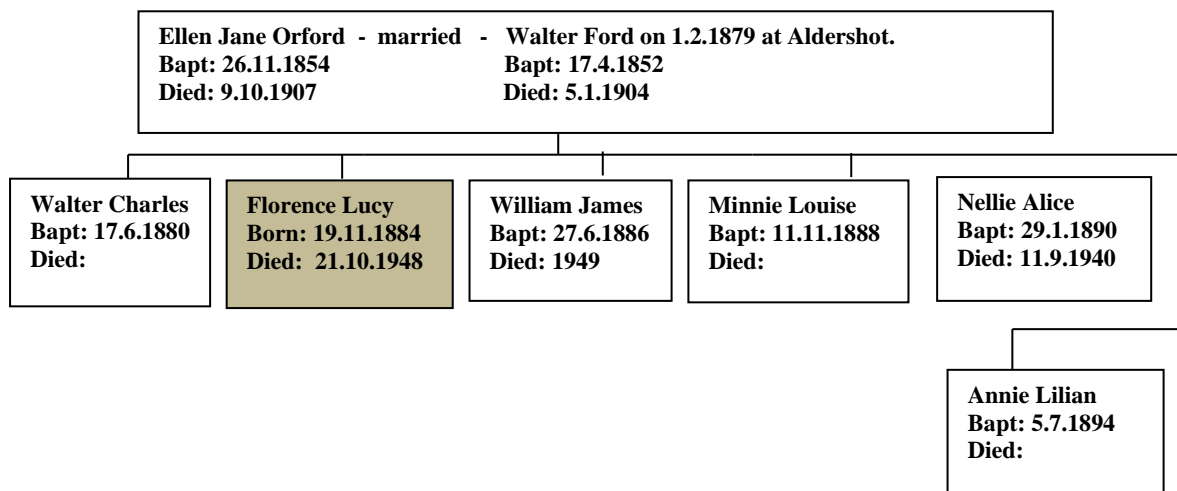 Ellen Jane Orford - married - Walter Ford on 1.2.1879 at Aldershot.
Bapt: 26.11.1854 Bapt: 17.4.1852
Died: 9.10.1907 Died: 5.1.1904
Walter Charles
Bapt: 17.6.1880
Died:
Florence Lucy
Born: 19.11.1884
Died: 21.10.1948
William James
Bapt: 27.6.1886
Died: 1949
Minnie Louise
Bapt: 11.11.1888
Died:
Nellie Alice
Bapt: 29.1.1890
Died: 11.9.1940
Annie Lilian
Bapt: 5.7.1894
Died: